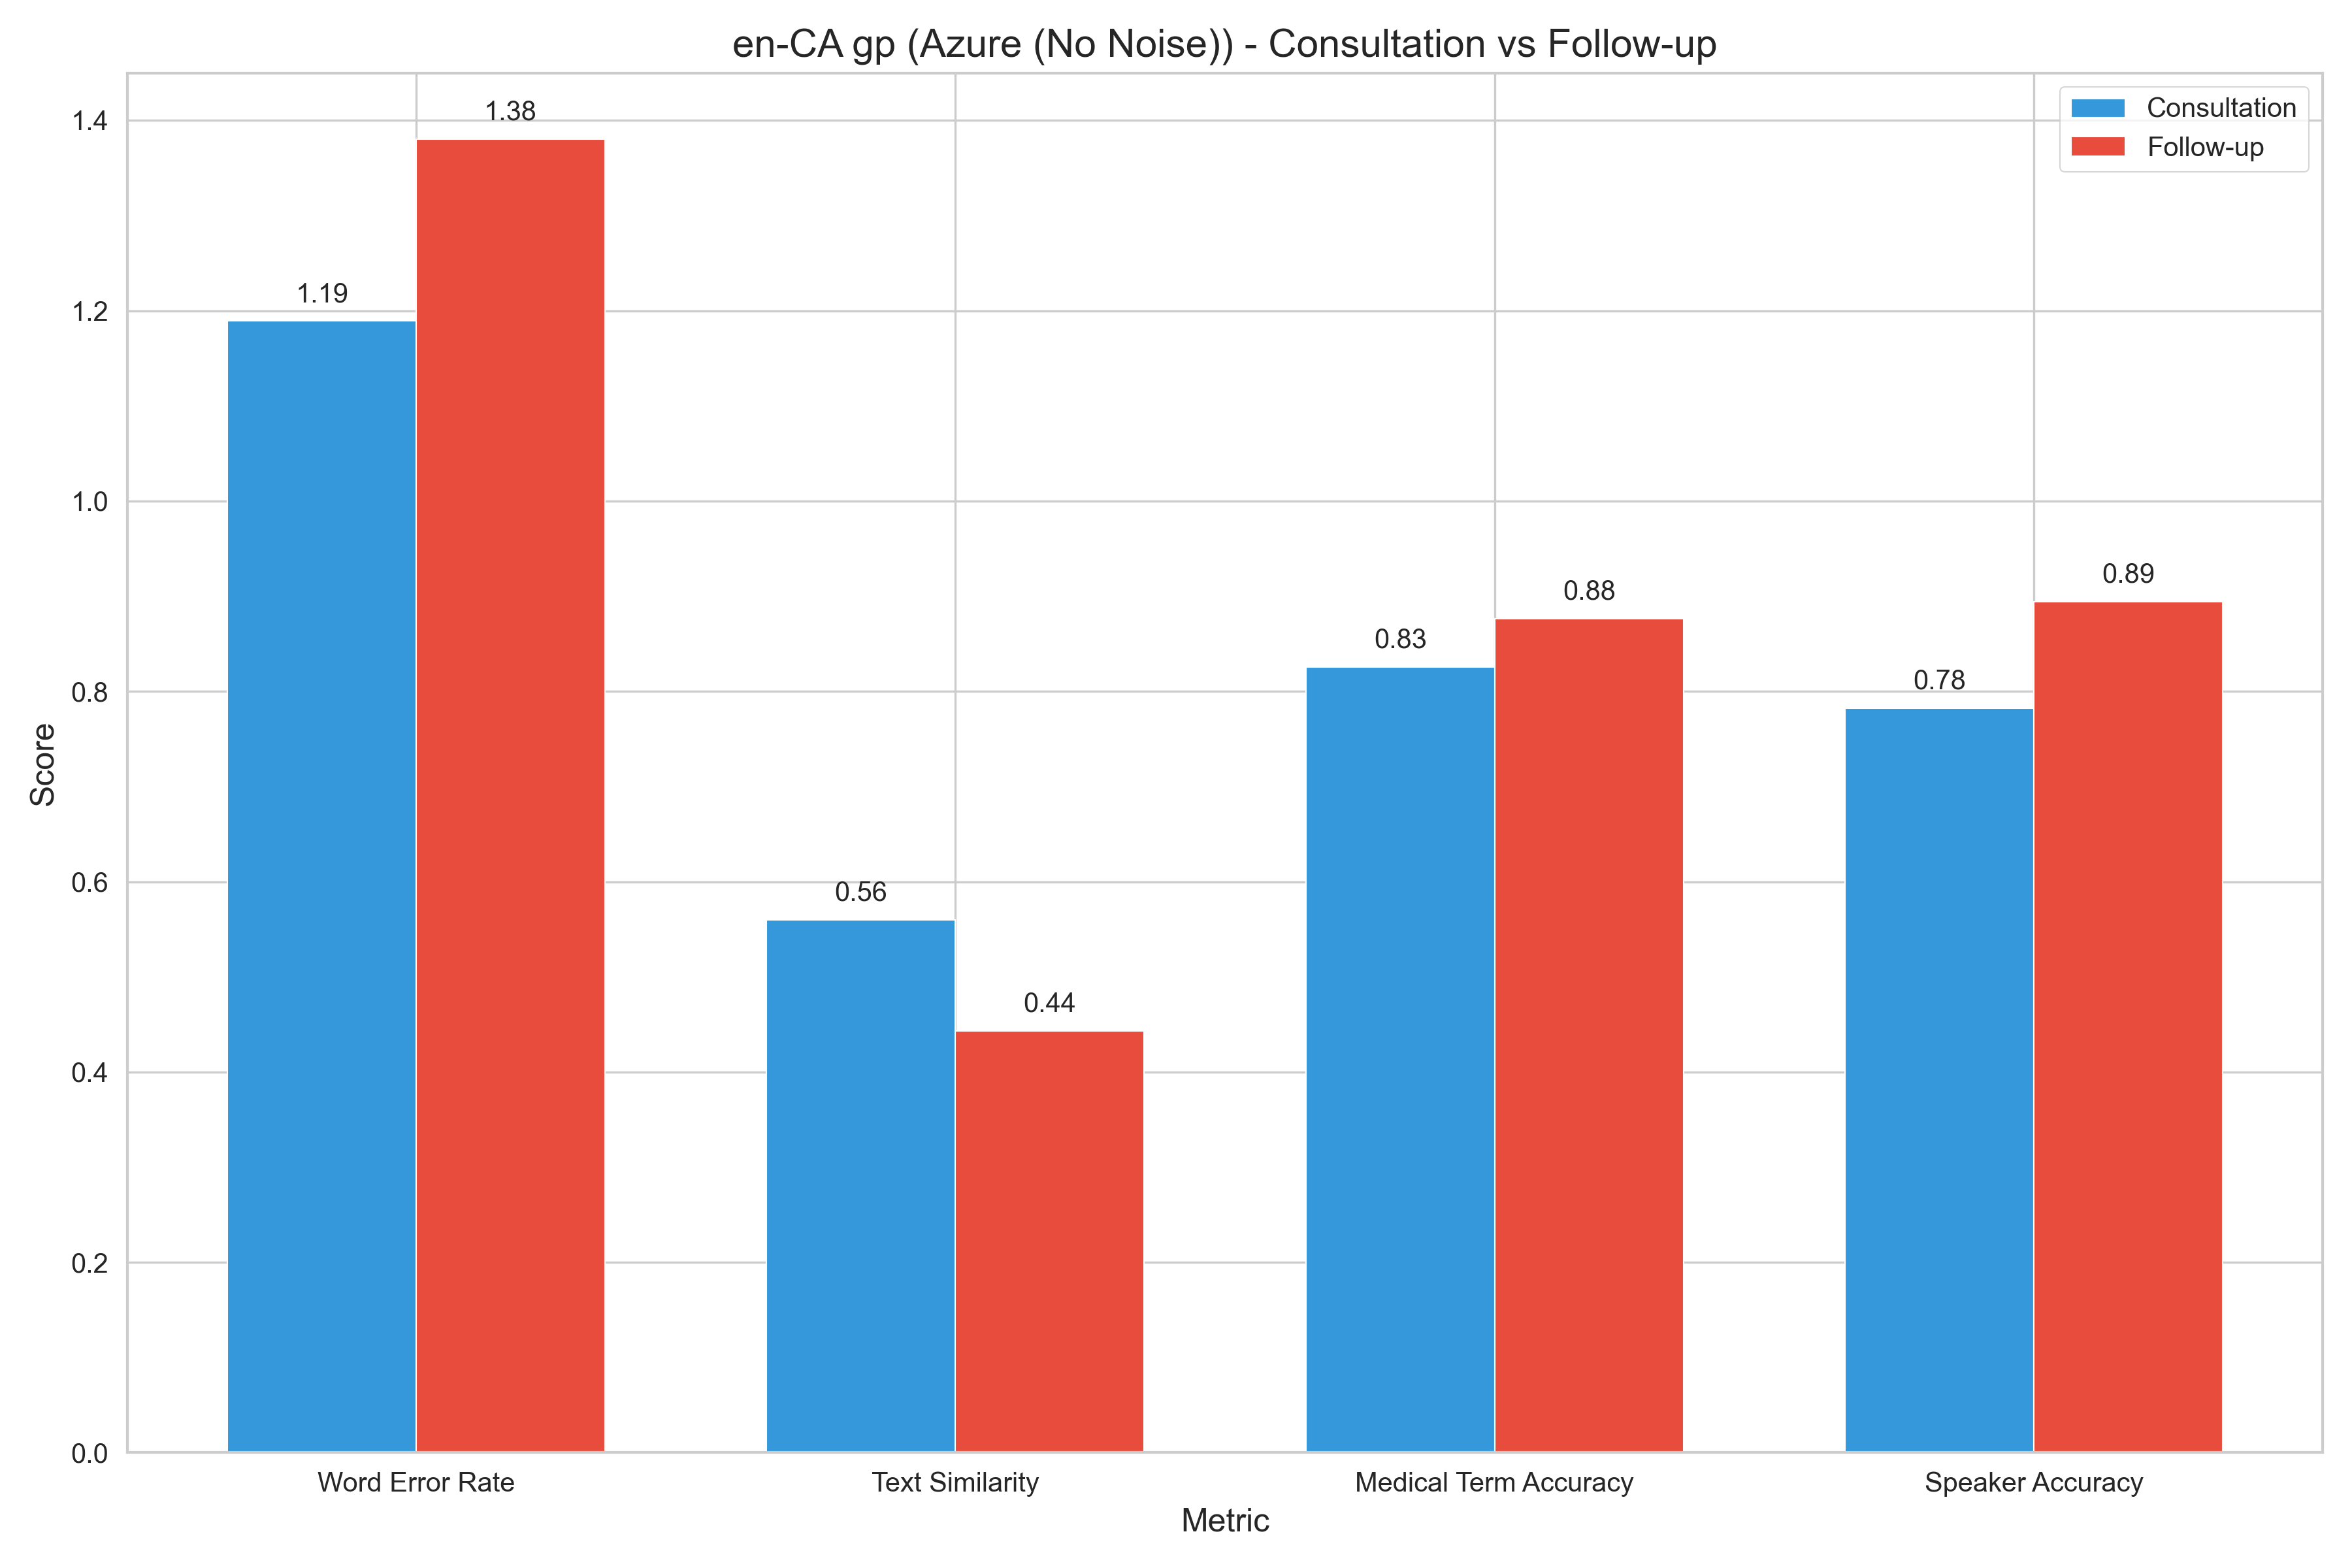 en-CA gp (Azure (No Noise)) - Consultation vs Follow-up
Consultation
Follow-up
Score
1.4
1.2
1.0
0.8
0.6
0.4
0.2
0.0
1.19
1.38
0.56
0.44
0.83
0.88
0.78
0.89
Word Error Rate
Text Similarity
Medical Term Accuracy
Speaker Accuracy
Metric